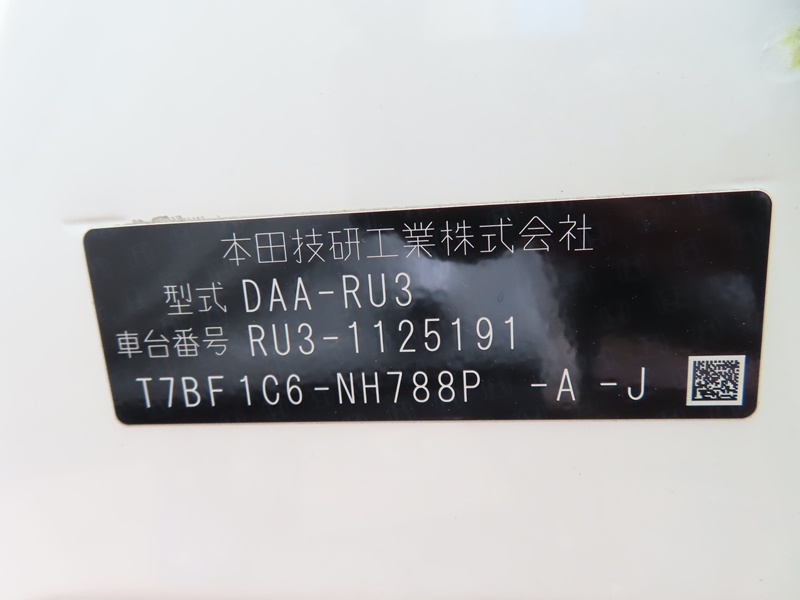 本田技研工業株式会社
型式 DAA-RU3
車台番号 RU3-1125191
T7BF1C6-NH788P -A -J